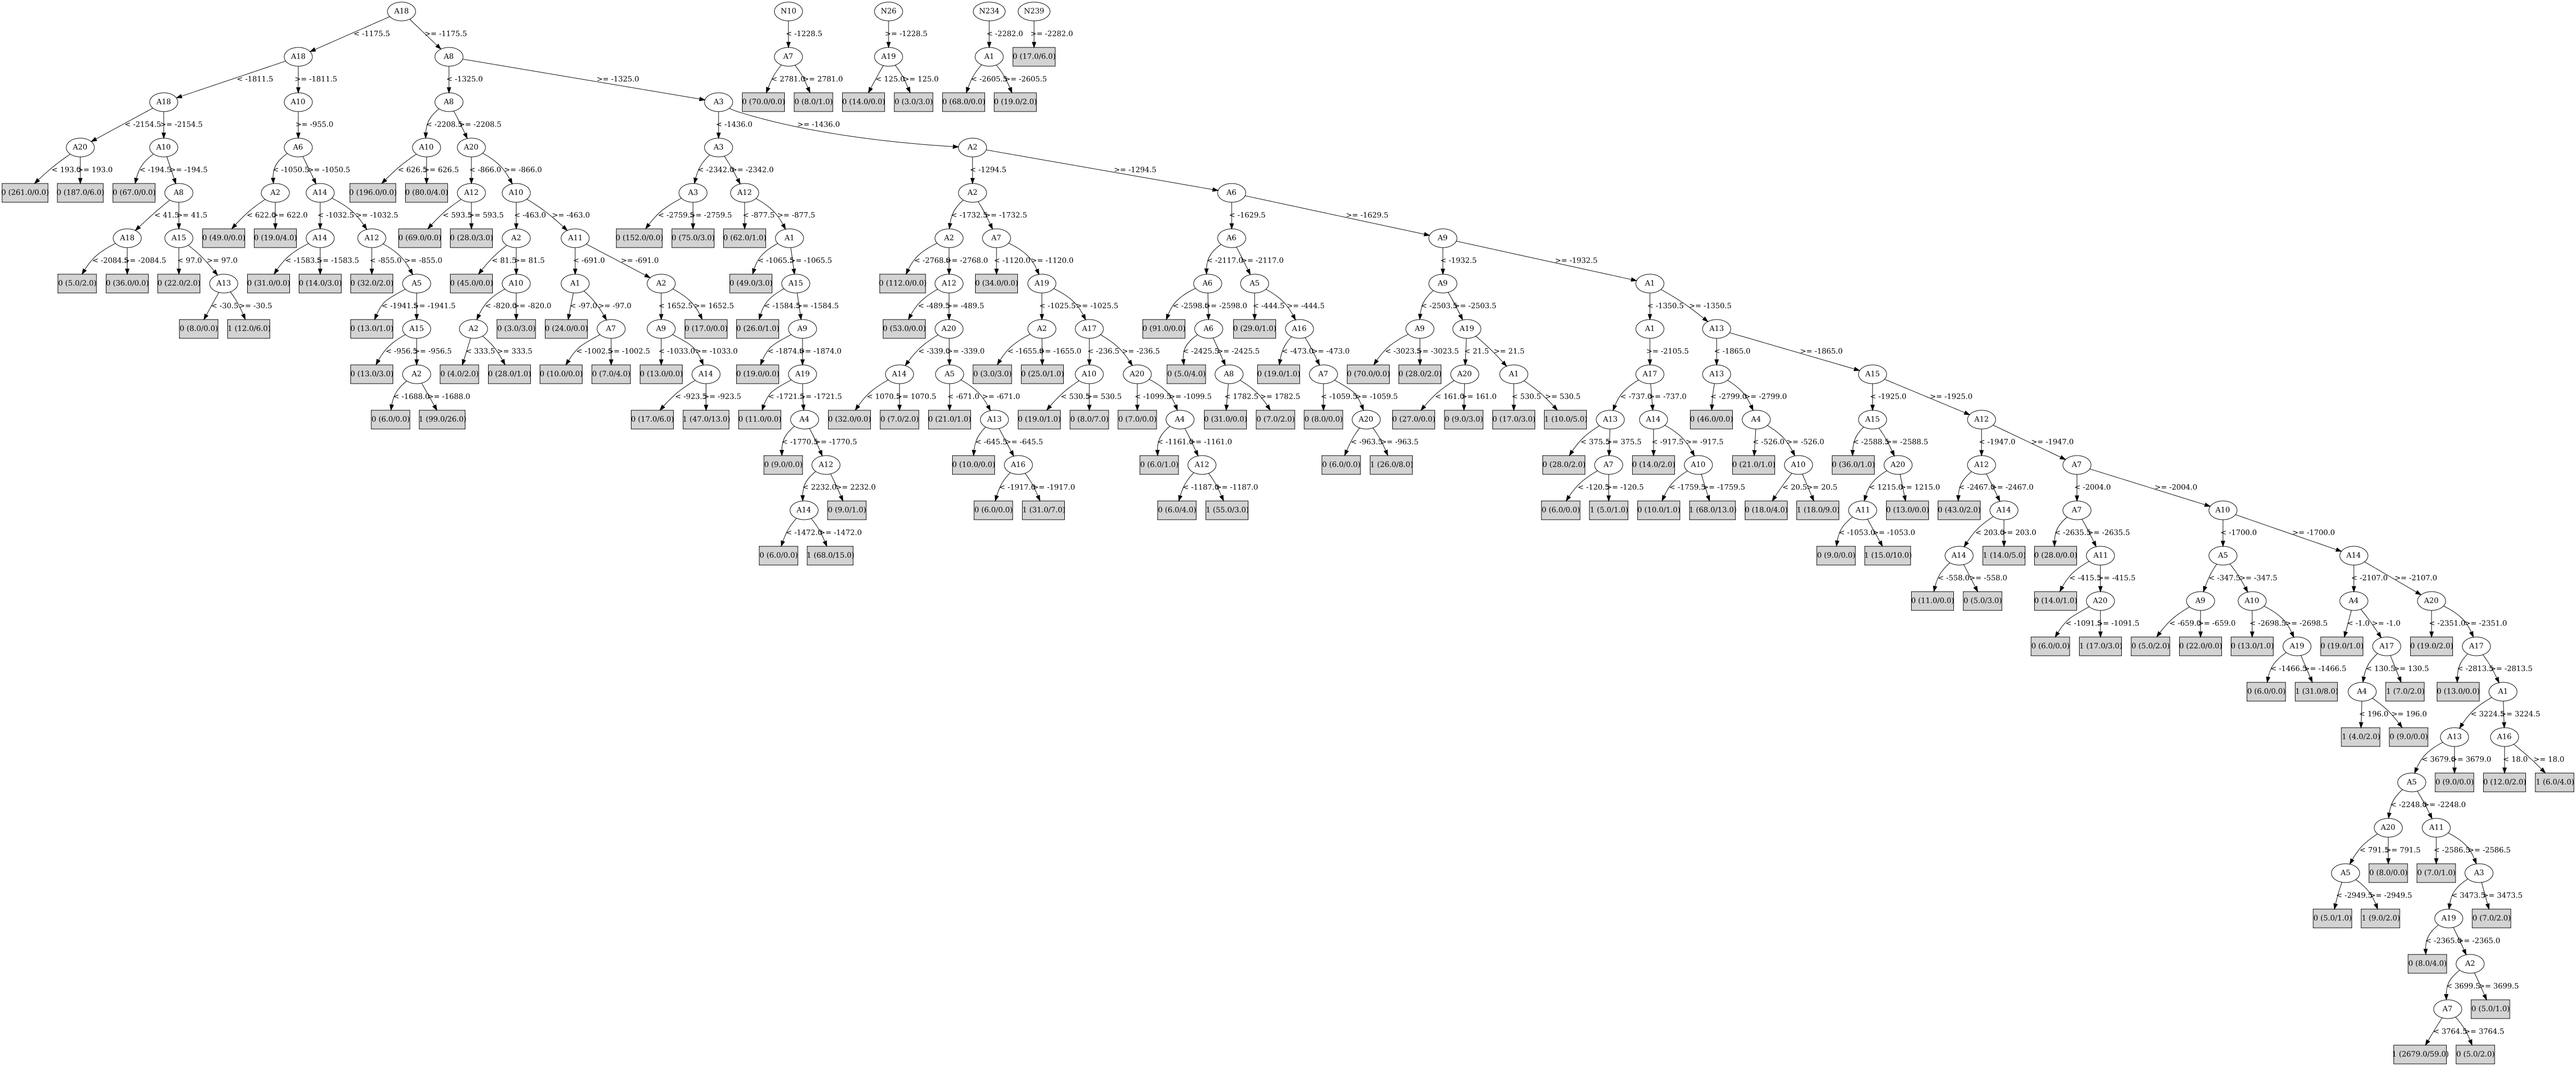 A18 N10 N26 N234 N239
< -1175.5 >= -1175.5 < -1228.5 >= -1228.5 < -2282.0 >= -2282.0
A18 A8 A7 A19 A1 0 (17.0/6.0)
< -1811.5 >= -1811.5 < -1325.0 >= -1325.0 < 2781.0 >= 2781.0 < 125.0 >= 125.0 < -2605.5 >= -2605.5
A18 A10 A8 A3 0 (70.0/0.0) 0 (8.0/1.0) 0 (14.0/0.0) 0 (3.0/3.0) 0 (68.0/0.0) 0 (19.0/2.0)
< -2154.5 >= -2154.5 >= -955.0 < -2208.5 >= -2208.5 < -1436.0 >= -1436.0
A20 A10 A6 A10 A20 A3 A2
< 193.0 >= 193.0 < -194.5 >= -194.5 < -1050.5 >= -1050.5 < 626.5 >= 626.5 < -866.0 >= -866.0 < -2342.0 >= -2342.0 < -1294.5 >= -1294.5
0 (261.0/0.0) 0 (187.0/6.0) 0 (67.0/0.0) A8 A2 A14 0 (196.0/0.0) 0 (80.0/4.0) A12 A10 A3 A12 A2 A6
< 41.5 >= 41.5 < 622.0 >= 622.0 < -1032.5 >= -1032.5 < 593.5 >= 593.5 < -463.0 >= -463.0 < -2759.5 >= -2759.5 < -877.5 >= -877.5 < -1732.5 >= -1732.5 < -1629.5 >= -1629.5
A18 A15 0 (49.0/0.0) 0 (19.0/4.0) A14 A12 0 (69.0/0.0) 0 (28.0/3.0) A2 A11 0 (152.0/0.0) 0 (75.0/3.0) 0 (62.0/1.0) A1 A2 A7 A6 A9
< -2084.5 >= -2084.5 < 97.0 >= 97.0 < -1583.5 >= -1583.5 < -855.0 >= -855.0 < 81.5 >= 81.5 < -691.0 >= -691.0 < -1065.5 >= -1065.5 < -2768.0 >= -2768.0 < -1120.0 >= -1120.0 < -2117.0 >= -2117.0 < -1932.5 >= -1932.5
0 (5.0/2.0) 0 (36.0/0.0) 0 (22.0/2.0) A13 0 (31.0/0.0) 0 (14.0/3.0) 0 (32.0/2.0) A5 0 (45.0/0.0) A10 A1 A2 0 (49.0/3.0) A15 0 (112.0/0.0) A12 0 (34.0/0.0) A19 A6 A5 A9 A1
< -30.5 >= -30.5 < -1941.5 >= -1941.5 < -820.0 >= -820.0 < -97.0 >= -97.0 < 1652.5 >= 1652.5 < -1584.5 >= -1584.5 < -489.5 >= -489.5 < -1025.5 >= -1025.5 < -2598.0 >= -2598.0 < -444.5 >= -444.5 < -2503.5 >= -2503.5 < -1350.5 >= -1350.5
0 (8.0/0.0) 1 (12.0/6.0) 0 (13.0/1.0) A15 A2 0 (3.0/3.0) 0 (24.0/0.0) A7 A9 0 (17.0/0.0) 0 (26.0/1.0) A9 0 (53.0/0.0) A20 A2 A17 0 (91.0/0.0) A6 0 (29.0/1.0) A16 A9 A19 A1 A13
< -956.5 >= -956.5 < 333.5 >= 333.5 < -1002.5 >= -1002.5 < -1033.0 >= -1033.0 < -1874.0 >= -1874.0 < -339.0 >= -339.0 < -1655.0 >= -1655.0 < -236.5 >= -236.5 < -2425.5 >= -2425.5 < -473.0 >= -473.0 < -3023.5 >= -3023.5 < 21.5 >= 21.5 >= -2105.5 < -1865.0 >= -1865.0
0 (13.0/3.0) A2 0 (4.0/2.0) 0 (28.0/1.0) 0 (10.0/0.0) 0 (7.0/4.0) 0 (13.0/0.0) A14 0 (19.0/0.0) A19 A14 A5 0 (3.0/3.0) 0 (25.0/1.0) A10 A20 0 (5.0/4.0) A8 0 (19.0/1.0) A7 0 (70.0/0.0) 0 (28.0/2.0) A20 A1 A17 A13 A15
< -1688.0 >= -1688.0 < -923.5 >= -923.5 < -1721.5 >= -1721.5 < 1070.5 >= 1070.5 < -671.0 >= -671.0 < 530.5 >= 530.5 < -1099.5 >= -1099.5 < 1782.5 >= 1782.5 < -1059.5 >= -1059.5 < 161.0 >= 161.0 < 530.5 >= 530.5 < -737.0 >= -737.0 < -2799.0 >= -2799.0 < -1925.0 >= -1925.0
0 (6.0/0.0) 1 (99.0/26.0) 0 (17.0/6.0) 1 (47.0/13.0) 0 (11.0/0.0) A4 0 (32.0/0.0) 0 (7.0/2.0) 0 (21.0/1.0) A13 0 (19.0/1.0) 0 (8.0/7.0) 0 (7.0/0.0) A4 0 (31.0/0.0) 0 (7.0/2.0) 0 (8.0/0.0) A20 0 (27.0/0.0) 0 (9.0/3.0) 0 (17.0/3.0) 1 (10.0/5.0) A13 A14 0 (46.0/0.0) A4 A15 A12
< -1770.5 >= -1770.5 < -645.5 >= -645.5 < -1161.0 >= -1161.0 < -963.5 >= -963.5 < 375.5 >= 375.5 < -917.5 >= -917.5 < -526.0 >= -526.0 < -2588.5 >= -2588.5 < -1947.0 >= -1947.0
0 (9.0/0.0) A12 0 (10.0/0.0) A16 0 (6.0/1.0) A12 0 (6.0/0.0) 1 (26.0/8.0) 0 (28.0/2.0) A7 0 (14.0/2.0) A10 0 (21.0/1.0) A10 0 (36.0/1.0) A20 A12 A7
< 2232.0 >= 2232.0 < -1917.0 >= -1917.0 < -1187.0 >= -1187.0 < -120.5 >= -120.5 < -1759.5 >= -1759.5 < 20.5 >= 20.5 < 1215.0 >= 1215.0 < -2467.0 >= -2467.0 < -2004.0 >= -2004.0
A14 0 (9.0/1.0) 0 (6.0/0.0) 1 (31.0/7.0) 0 (6.0/4.0) 1 (55.0/3.0) 0 (6.0/0.0) 1 (5.0/1.0) 0 (10.0/1.0) 1 (68.0/13.0) 0 (18.0/4.0) 1 (18.0/9.0) A11 0 (13.0/0.0) 0 (43.0/2.0) A14 A7 A10
< -1472.0 >= -1472.0 < -1053.0 >= -1053.0 < 203.0 >= 203.0 < -2635.5 >= -2635.5 < -1700.0 >= -1700.0
0 (6.0/0.0) 1 (68.0/15.0) 0 (9.0/0.0) 1 (15.0/10.0) A14 1 (14.0/5.0) 0 (28.0/0.0) A11 A5 A14
< -558.0 >= -558.0 < -415.5 >= -415.5 < -347.5 >= -347.5 < -2107.0 >= -2107.0
0 (11.0/0.0) 0 (5.0/3.0) 0 (14.0/1.0) A20 A9 A10 A4 A20
< -1091.5 >= -1091.5 < -659.0 >= -659.0 < -2698.5 >= -2698.5 < -1.0 >= -1.0 < -2351.0 >= -2351.0
0 (6.0/0.0) 1 (17.0/3.0) 0 (5.0/2.0) 0 (22.0/0.0) 0 (13.0/1.0) A19 0 (19.0/1.0) A17 0 (19.0/2.0) A17
< -1466.5 >= -1466.5 < 130.5 >= 130.5 < -2813.5 >= -2813.5
0 (6.0/0.0) 1 (31.0/8.0) A4 1 (7.0/2.0) 0 (13.0/0.0) A1
< 196.0 >= 196.0 < 3224.5 >= 3224.5
1 (4.0/2.0) 0 (9.0/0.0) A13 A16
< 3679.0 >= 3679.0 < 18.0 >= 18.0
A5 0 (9.0/0.0) 0 (12.0/2.0) 1 (6.0/4.0)
< -2248.0 >= -2248.0
A20 A11
< 791.5 >= 791.5 < -2586.5 >= -2586.5
A5 0 (8.0/0.0) 0 (7.0/1.0) A3
< -2949.5 >= -2949.5 < 3473.5 >= 3473.5
0 (5.0/1.0) 1 (9.0/2.0) A19 0 (7.0/2.0)
< -2365.0 >= -2365.0
0 (8.0/4.0) A2
< 3699.5 >= 3699.5
A7 0 (5.0/1.0)
< 3764.5 >= 3764.5
1 (2679.0/59.0) 0 (5.0/2.0)